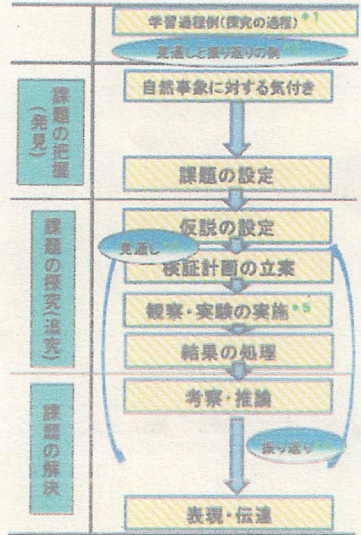 学習過程例(探究の過程)*1
見通しと振り返りの例
課題の把握
(発見)
自然事象に対する気付き
課題の設定
課題の探究(追究)
仮説の設定
見通し
検証計画の立案
観察・実験の実施*5
結果の処理
課題の解決
考察・推論
振り返り
表現・伝達